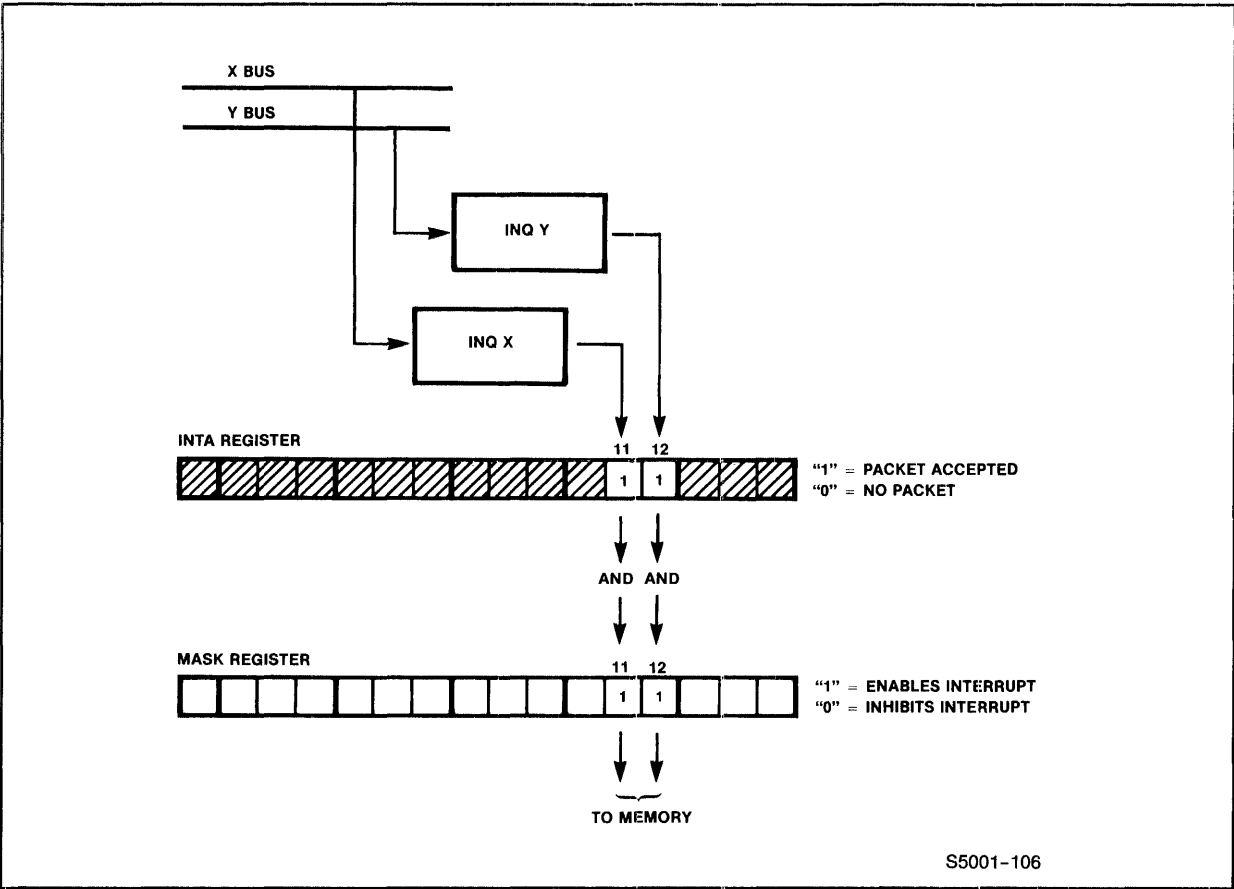 X BUS
Y BUS
INQ Y
INQ X
INTA REGISTER
11 12
1 1
“1” = PACKET ACCEPTED
“0” = NO PACKET
AND AND
MASK REGISTER
11 12
1 1
“1” = ENABLES INTERRUPT
“0” = INHIBITS INTERRUPT
TO MEMORY
S5001-106